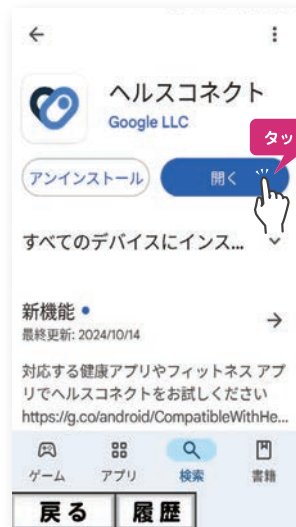 ヘルスコネクト
Google LLC
タッ
アンインストール
開く
すべてのデバイスにインス...
新機能
最終更新: 2024/10/14
対応する健康アプリやフィットネス アプ
リでヘルスコネクトをお試しください
https://g.co/android/CompatibleWithHe...
ゲーム アプリ 検索 書籍
戻る 履歴